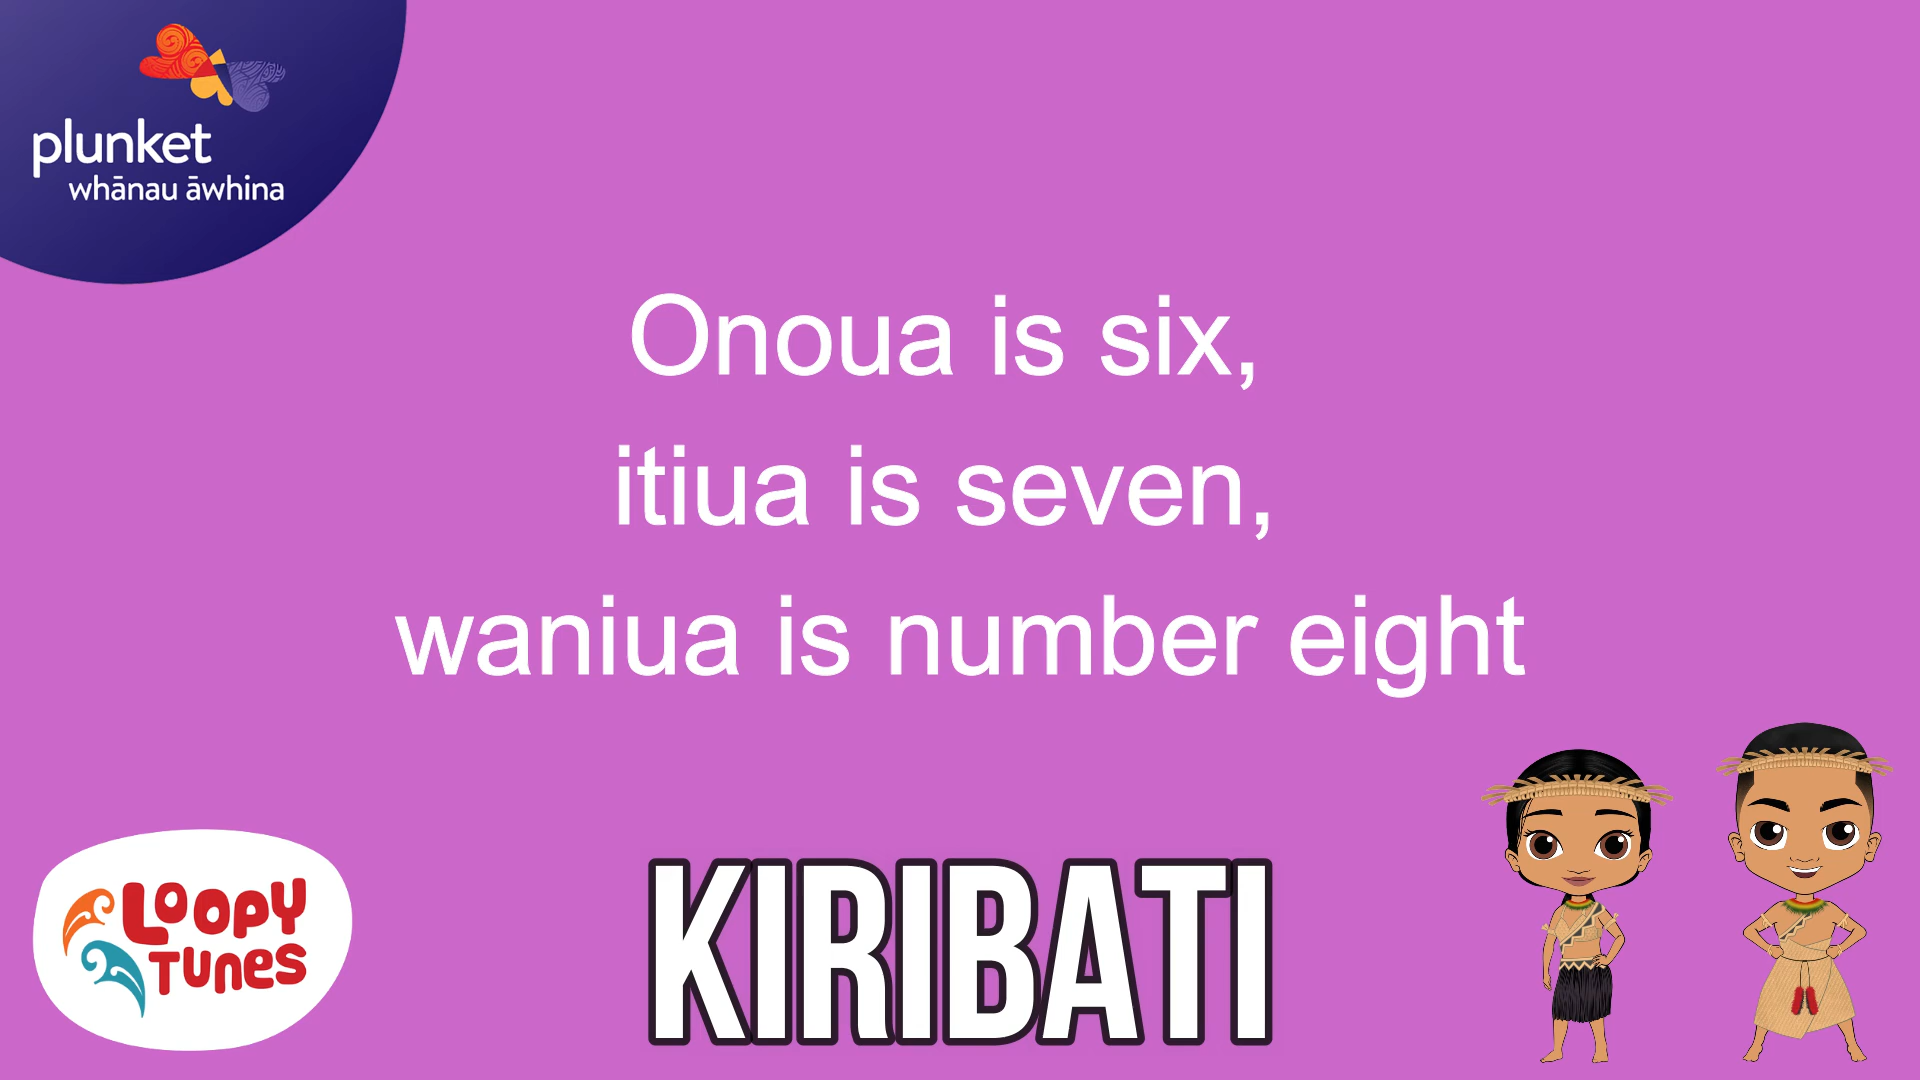 plunket
whānau āwhina
Onoua is six,
itiua is seven,
waniua is number eight
LOOPY
TUNES
KIRIBATI